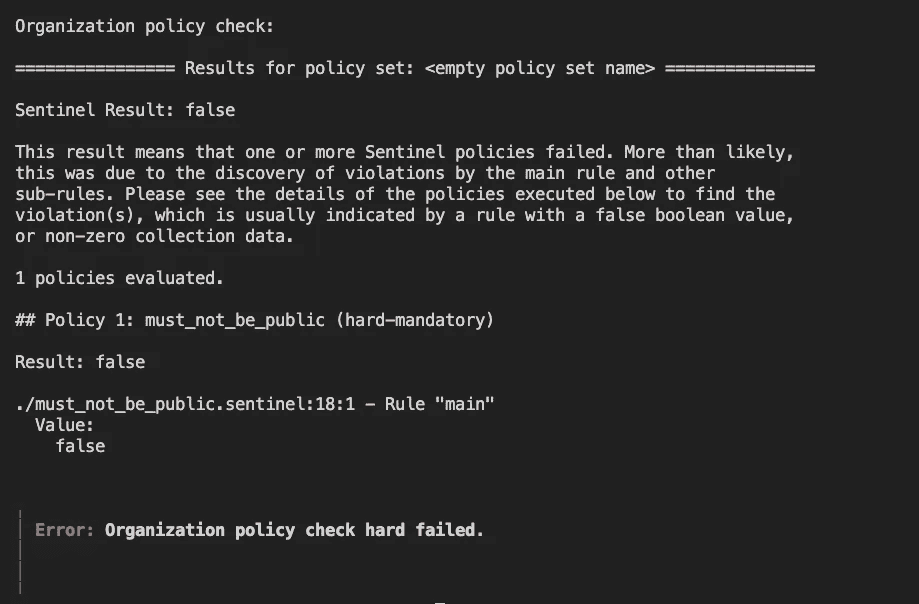 Organization policy check:
================ Results for policy set: <empty policy set name> ===============
Sentinel Result: false
This result means that one or more Sentinel policies failed. More than likely,
this was due to the discovery of violations by the main rule and other
sub-rules. Please see the details of the policies executed below to find the
violation(s), which is usually indicated by a rule with a false boolean value,
or non-zero collection data.
1 policies evaluated.
## Policy 1: must_not_be_public (hard-mandatory)
Result: false
./must_not_be_public.sentinel:18:1 - Rule "main"
Value:
false
Error: Organization policy check hard failed.